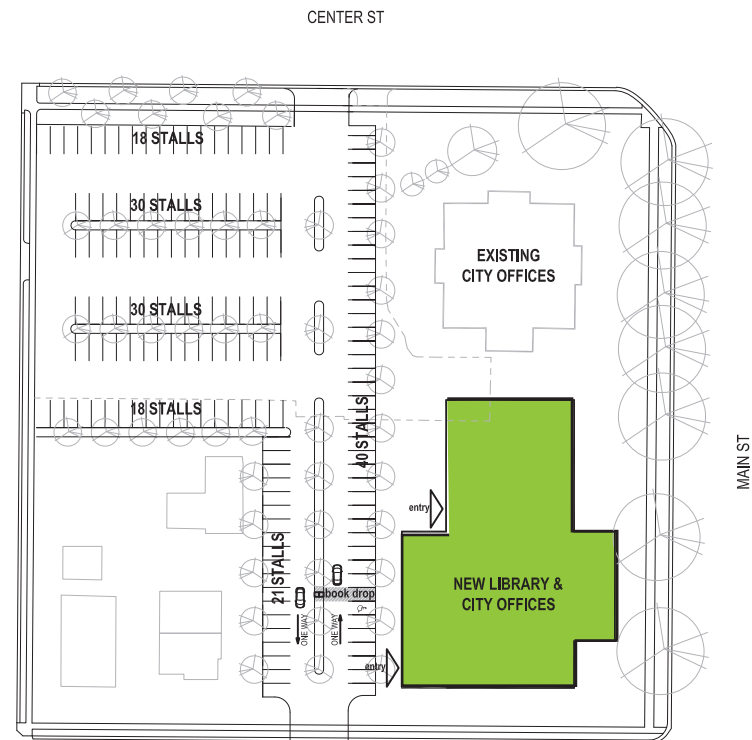 CENTER ST
18 STALLS
30 STALLS
EXISTING
CITY OFFICES
30 STALLS
18 STALLS
40 STALLS
MAIN ST
entry
21 STALLS
NEW LIBRARY &
CITY OFFICES
book drop
ONE WAY
ONE WAY
entry